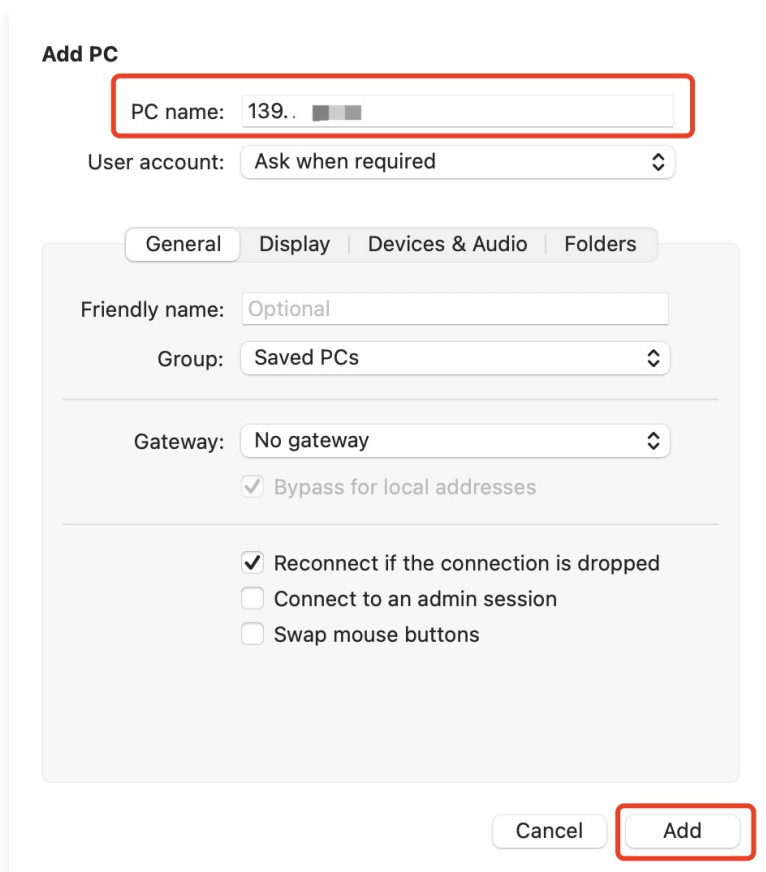 Add PC
PC name: 139. .
User account: Ask when required
General Display Devices & Audio Folders
Friendly name: Optional
Group: Saved PCs
Gateway: No gateway
Bypass for local addresses
Reconnect if the connection is dropped
Connect to an admin session
Swap mouse buttons
Cancel Add